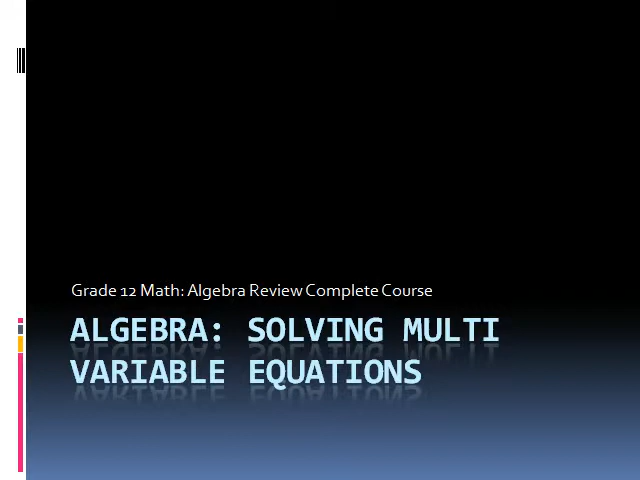 Grade 12 Math: Algebra Review Complete Course
ALGEBRA: SOLVING MULTI
VARIABLE EQUATIONS